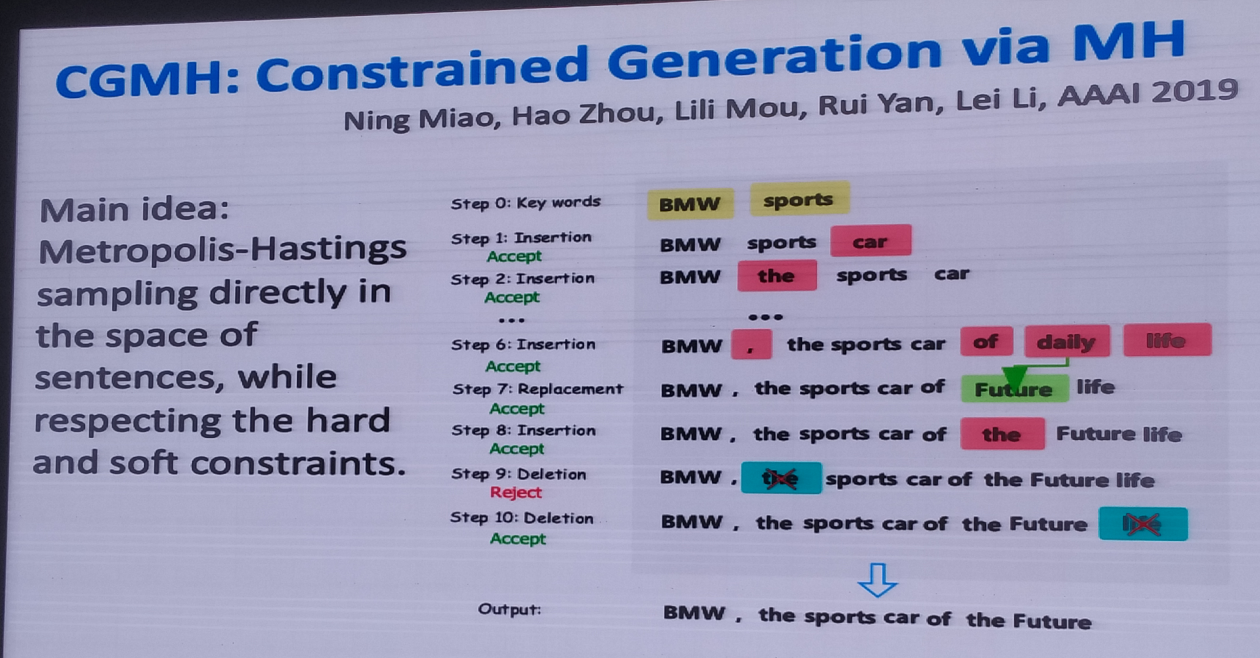 CGMH: Constrained Generation via MH
Ning Miao, Hao Zhou, Lili Mou, Rui Yan, Lei Li, AAAI 2019
Main idea:
Metropolis-Hastings
sampling directly in
the space of
sentences, while
respecting the hard
and soft constraints.
Step 0: Key words BMW sports
Step 1: Insertion BMW sports car
Accept
Step 2: Insertion BMW the sports car
Accept
... ...
Step 6: Insertion BMW , the sports car of daily life
Accept
Step 7: Replacement BMW , the sports car of Future life
Accept
Step 8: Insertion BMW , the sports car of the Future life
Accept
Step 9: Deletion BMW , the sports car of the Future life
Reject
Step 10: Deletion BMW , the sports car of the Future life
Accept
Output: BMW , the sports car of the Future